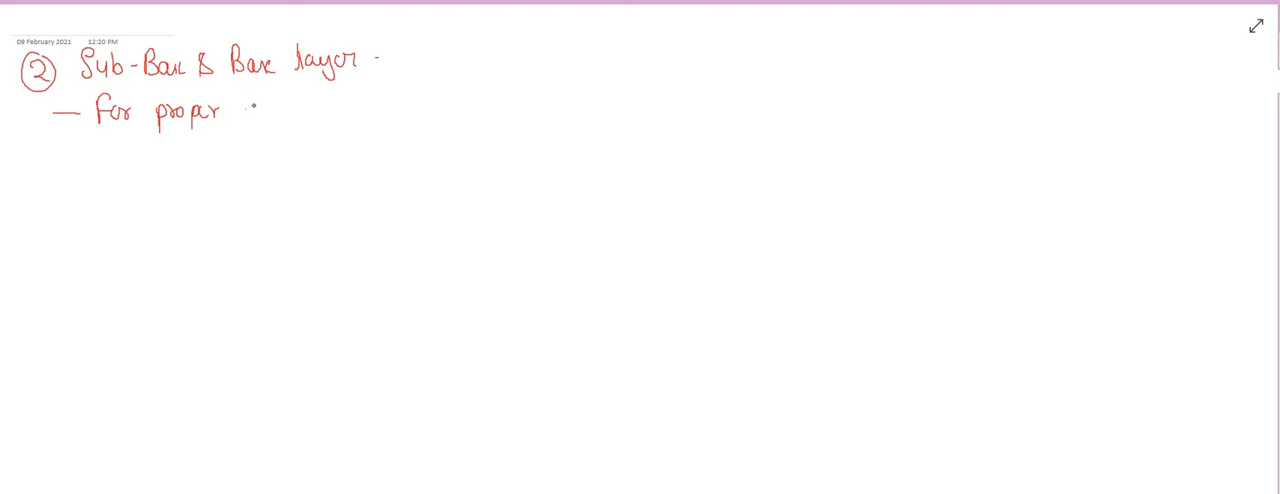 09 February 2021 12:20 PM
② Sub-Base & Base layer -
— For proper